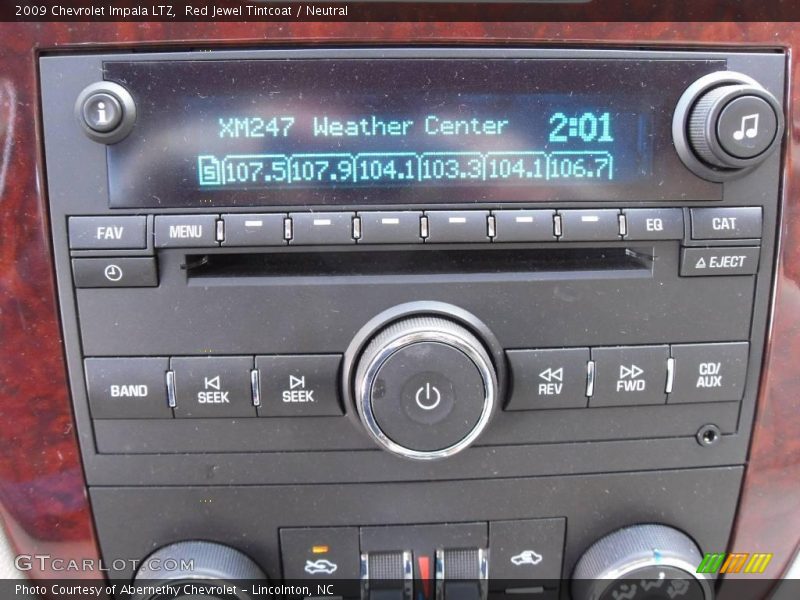 2009 Chevrolet Impala LTZ,  Red Jewel Tintcoat / Neutral
i
XM247 Weather Center 2:01
5 107.5 107.9 104.1 103.3 104.1 106.7
FAV MENU EQ CAT
EJECT
BAND SEEK SEEK REV FWD CD/
AUX
GTCARLOT.COM
Photo Courtesy of Abernethy Chevrolet – Lincolnton, NC